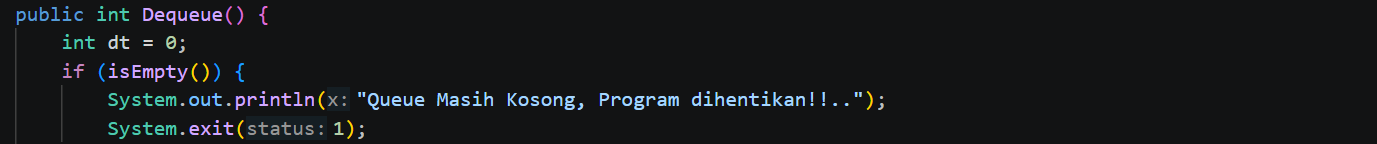 public int Dequeue() {
    int dt = 0;
    if (isEmpty()) {
        System.out.println(x: "Queue Masih Kosong, Program dihentikan!!..");
        System.exit(status: 1);